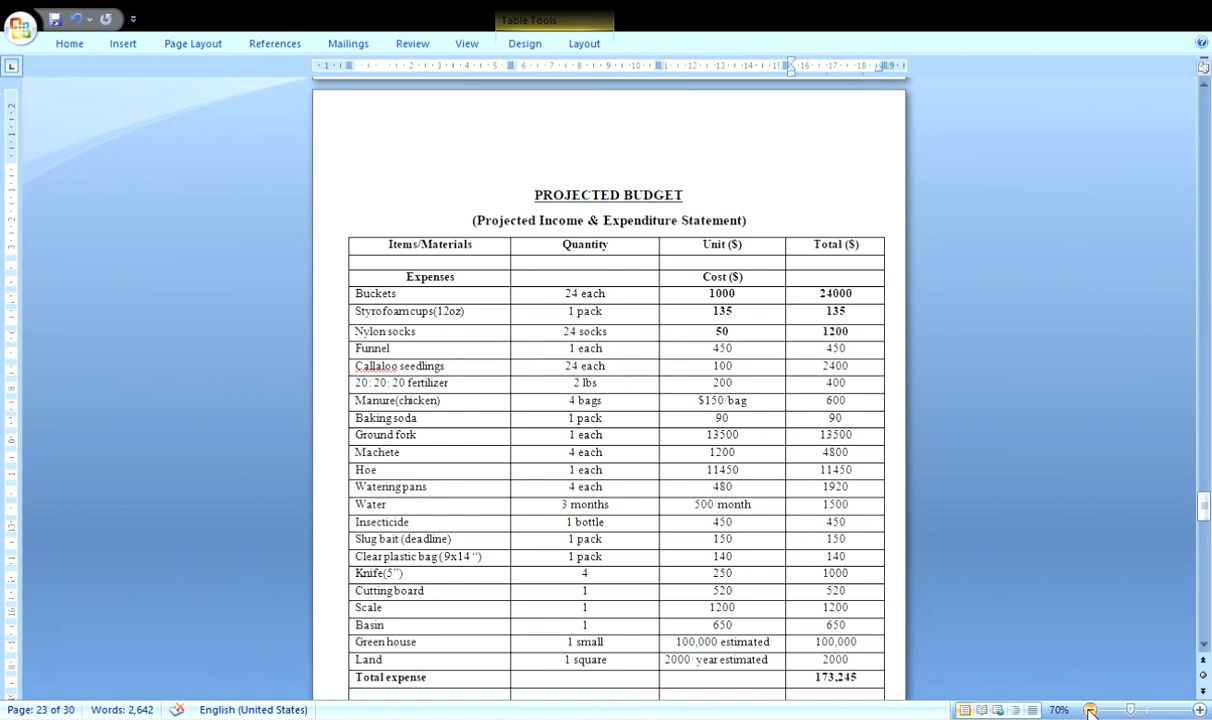 Table Tools
Home Insert Page Layout References Mailings Review View Design Layout
PROJECTED BUDGET
(Projected Income & Expenditure Statement)
Items/Materials Quantity Unit ($) Total ($)
Expenses Cost ($)
Buckets 24 each 1000 24000
Styrofoam cups(12oz) 1 pack 135 135
Nylon socks 24 socks 50 1200
Funnel 1 each 450 450
Callaloo seedlings 24 each 100 2400
20: 20: 20 fertilizer 2 lbs 200 400
Manure(chicken) 4 bags $150/bag 600
Baking soda 1 pack 90 90
Ground fork 1 each 13500 13500
Machete 4 each 1200 4800
Hoe 1 each 11450 11450
Watering pans 4 each 480 1920
Water 3 months 500/month 1500
Insecticide 1 bottle 450 450
Slug bait (deadline) 1 pack 150 150
Clear plastic bag ( 9x14 “) 1 pack 140 140
Knife(5”) 4 250 1000
Cutting board 1 520 520
Scale 1 1200 1200
Basin 1 650 650
Green house 1 small 100,000 estimated 100,000
Land 1 square 2000/ year estimated 2000
Total expense 173,245
Page: 23 of 30 Words: 2,642 English (United States) 70%